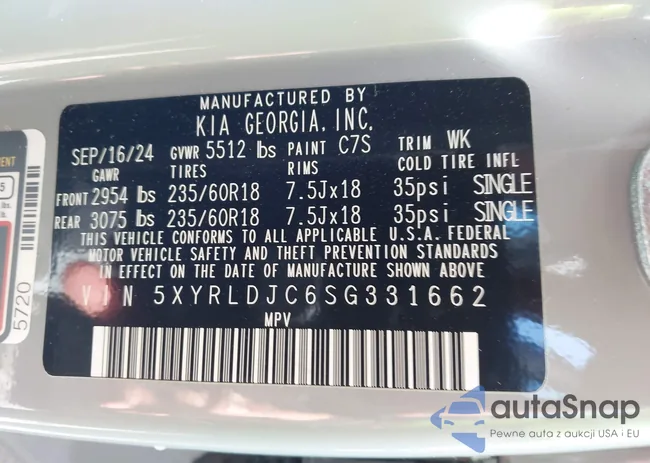 MANUFACTURED BY
KIA GEORGIA, INC.
SEP/16/24 GVWR 5512 lbs PAINT C7S TRIM WK
GAWR TIRES RIMS COLD TIRE INFL
FRONT 2954 lbs 235/60R18 7.5Jx18 35psi SINGLE
REAR 3075 lbs 235/60R18 7.5Jx18 35psi SINGLE
THIS VEHICLE CONFORMS TO ALL APPLICABLE U.S.A. FEDERAL
MOTOR VEHICLE SAFETY AND THEFT PREVENTION STANDARDS
IN EFFECT ON THE DATE OF MANUFACTURE SHOWN ABOVE
VIN 5XYRLDJC6SG331662
MPV
5720
autaSnap
Pewne auta z aukcji USA i EU